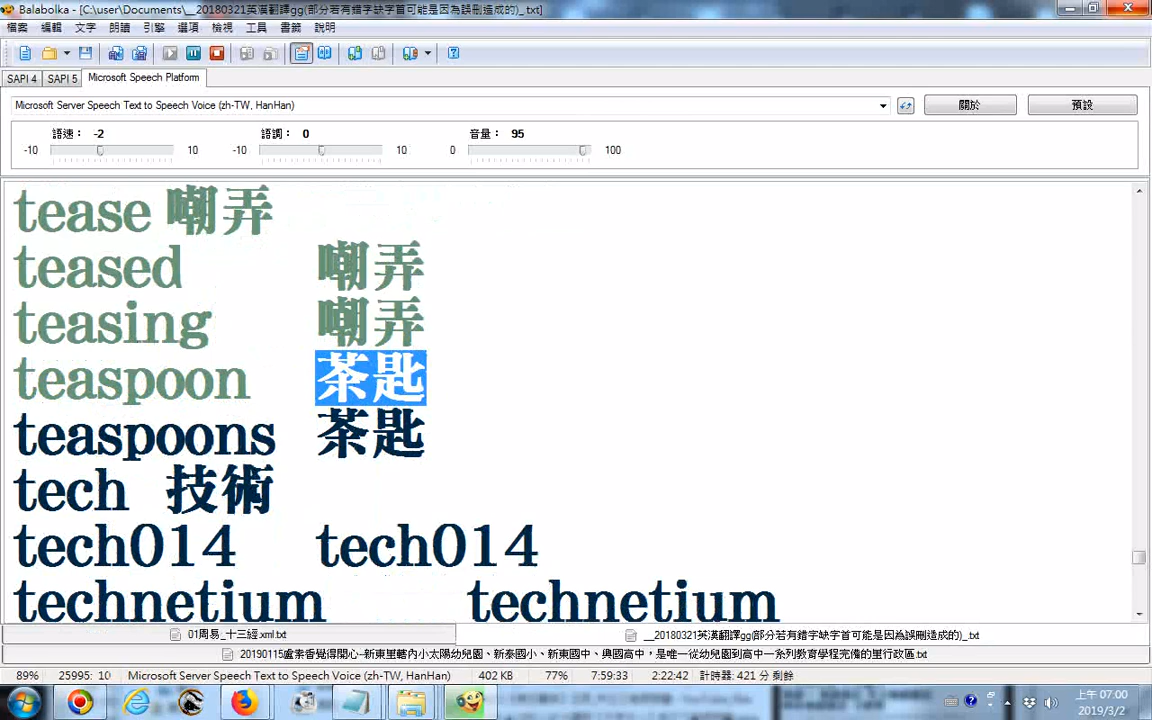 Balabolka - [C:\user\Documents\__20180321英漢翻譯gg(部分若有錯字缺字首可能是因為誤刪造成的)_.txt]
檔案 編輯 文字 朗讀 引擎 選項 檢視 工具 書籤 說明
SAPI 4 SAPI 5 Microsoft Speech Platform
Microsoft Server Speech Text to Speech Voice (zh-TW, HanHan) 關於 預設
語速： -2 語調： 0 音量： 95
-10 10 -10 10 0 100
tease 嘲弄
teased 嘲弄
teasing 嘲弄
teaspoon 茶匙
teaspoons 茶匙
tech 技術
tech014 tech014
technetium technetium
01周易_十三經.xml.txt __20180321英漢翻譯gg(部分若有錯字缺字首可能是因為誤刪造成的)_.txt
20190115盧素香覺得開心--新東里轄內小太陽幼兒園、新泰國小、新東國中、興國高中，是唯一從幼兒園到高中一系列教育學程完備的里行政區.txt
89% 25995: 10 Microsoft Server Speech Text to Speech Voice (zh-TW, HanHan) 402 KB 77% 7:59:33 2:22:42 計時器: 421 分 剩餘
上午 07:00
2019/3/2